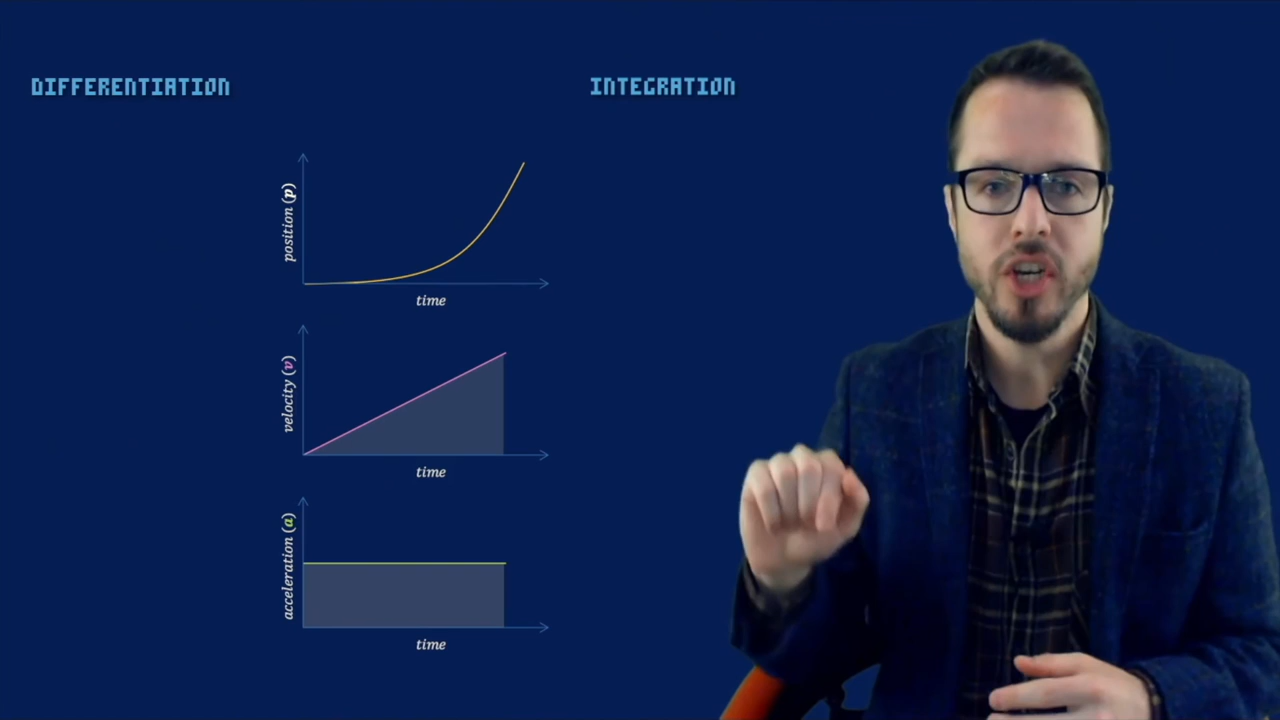 DIFFERENTIATION
INTEGRATION
position (p)
time
velocity (v)
time
acceleration (a)
time